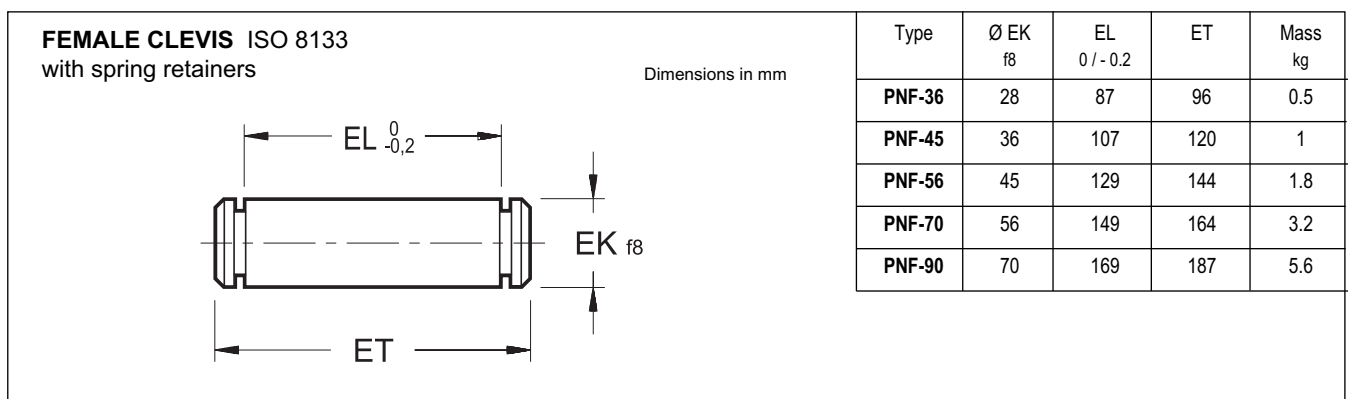 FEMALE CLEVIS ISO 8133
with spring retainers
Dimensions in mm
EL 0 -0,2
EK f8
ET
Type Ø EK EL ET Mass
f8 0 / - 0.2 kg
PNF-36 28 87 96 0.5
PNF-45 36 107 120 1
PNF-56 45 129 144 1.8
PNF-70 56 149 164 3.2
PNF-90 70 169 187 5.6